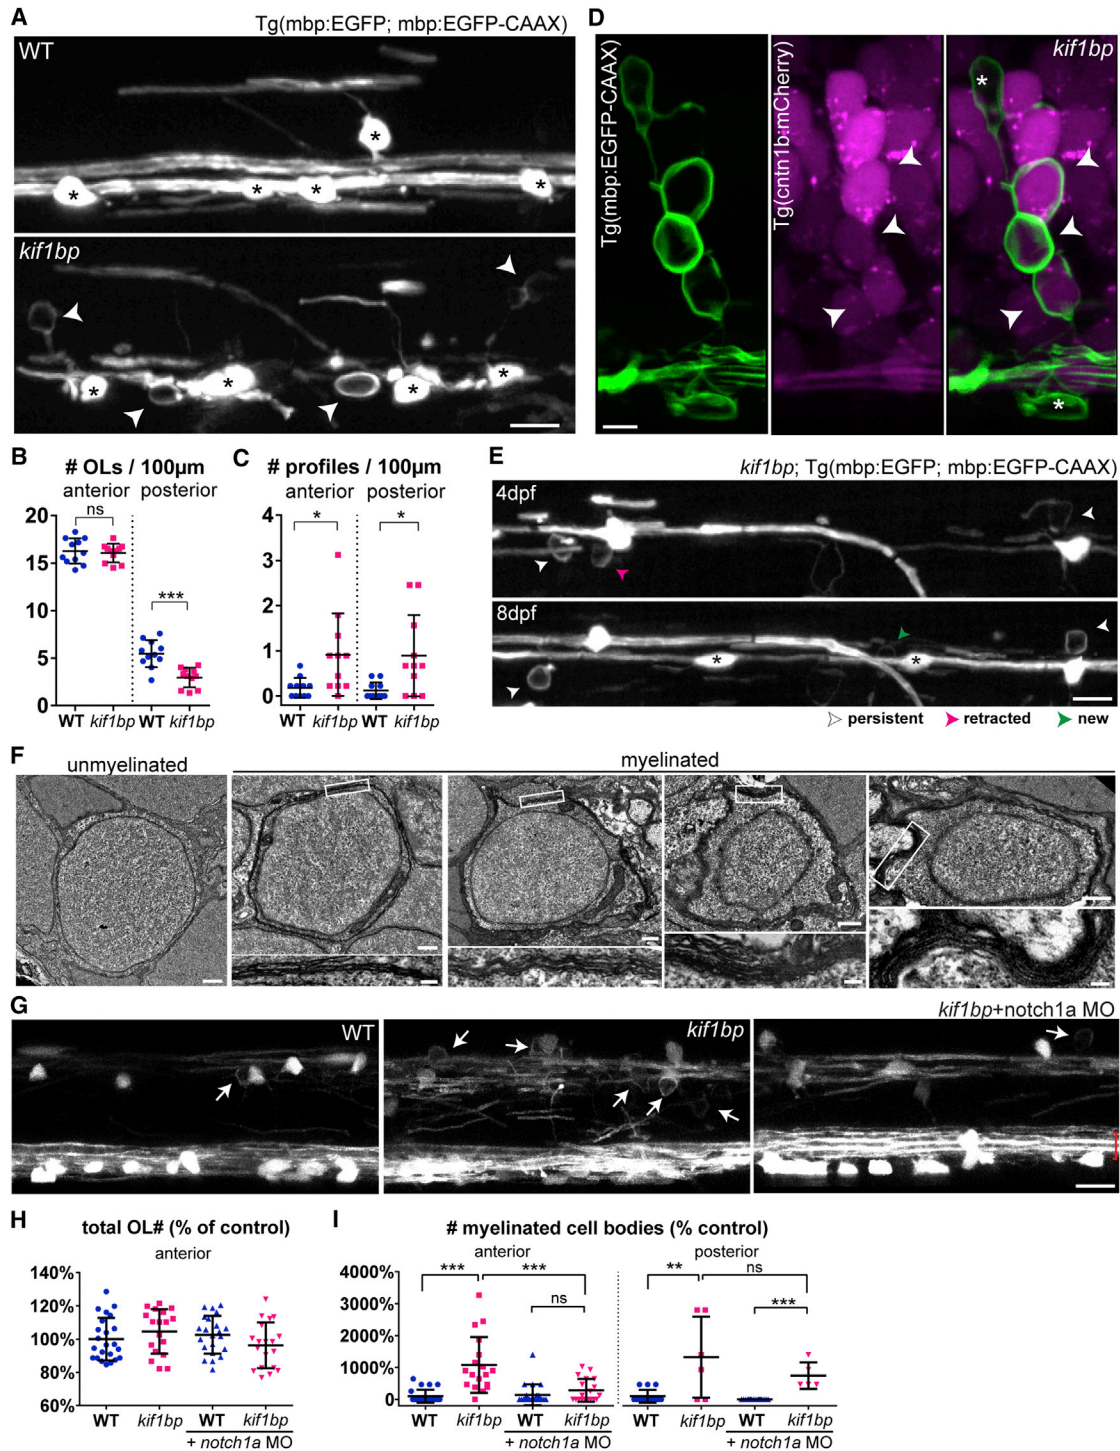 A
Tg(mbp:EGFP; mbp:EGFP-CAAX)
WT
* * * * *
kif1bp
* * * *
D
Tg(mbp:EGFP-CAAX)
Tg(cntn1b:mCherry)
kif1bp
*
*
B
# OLs / 100µm
anterior posterior
ns
***
20
15
10
5
0
WT kif1bp WT kif1bp
C
# profiles / 100µm
anterior posterior
* *
4
3
2
1
0
WT kif1bp WT kif1bp
E
kif1bp; Tg(mbp:EGFP; mbp:EGFP-CAAX)
4dpf
8dpf
* *
persistent retracted new
F
unmyelinated myelinated
G
WT
kif1bp
kif1bp+notch1a MO
H
total OL# (% of control)
anterior
140%
120%
100%
80%
60%
WT kif1bp WT kif1bp
+ notch1a MO
I
# myelinated cell bodies (% control)
anterior posterior
*** *** ** ns
ns ***
4000%
3000%
2000%
1000%
0%
WT kif1bp WT kif1bp WT kif1bp WT kif1bp
+ notch1a MO + notch1a MO